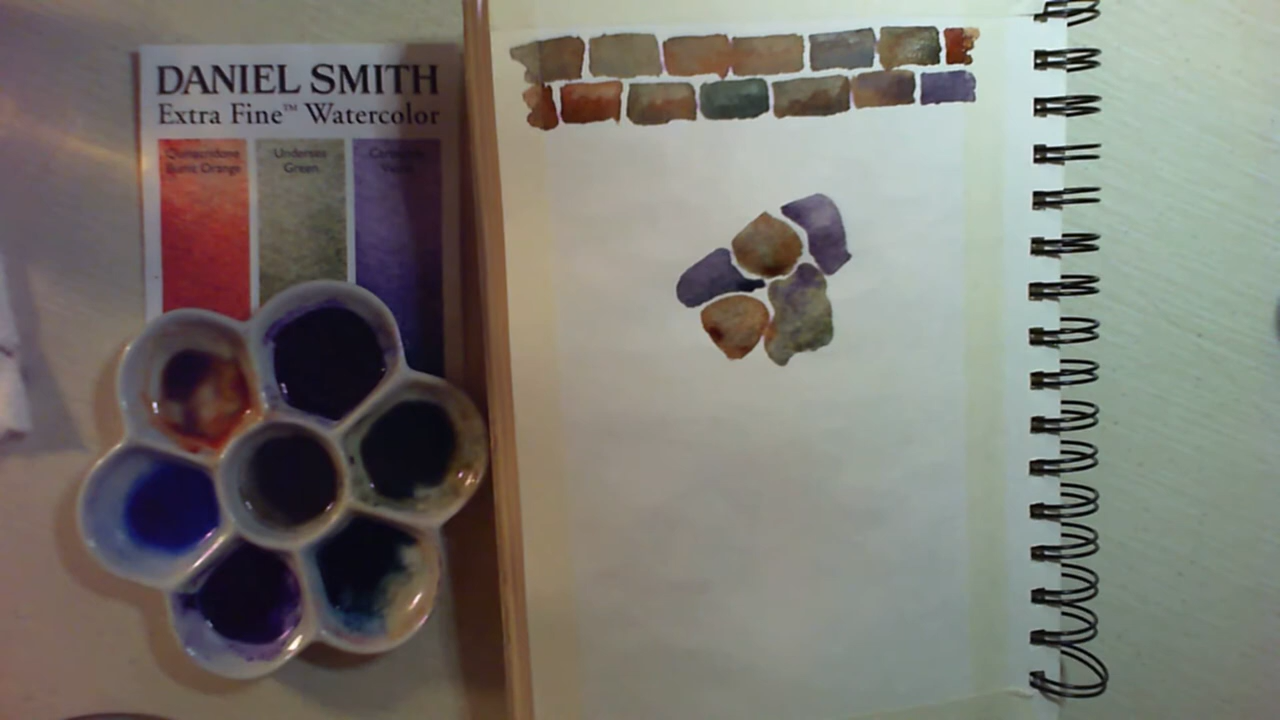 DANIEL SMITH
Extra Fine™ Watercolor
Quinacridone
Burnt Orange
Undersea
Green
Carbazole
Violet